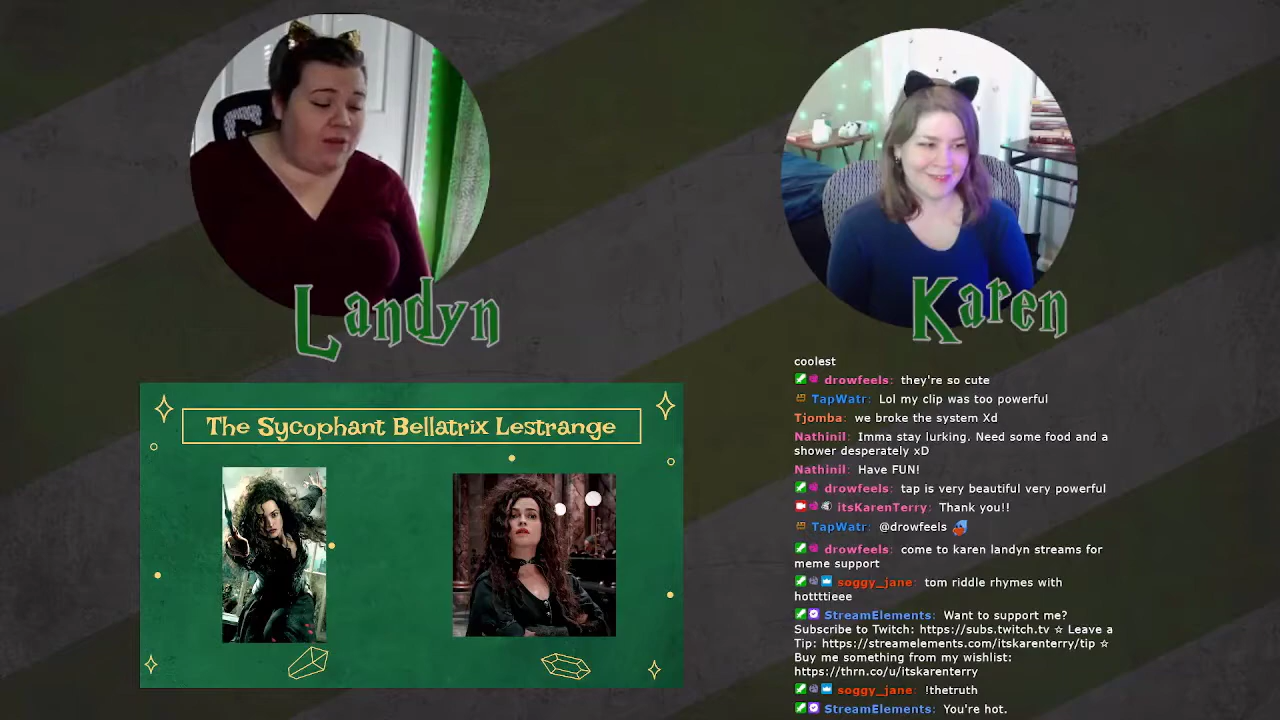 Landyn
Karen
The Sycophant Bellatrix Lestrange
coolest
drowfeels: they're so cute
TapWatr: Lol my clip was too powerful
Tjomba: we broke the system Xd
Nathinil: Imma stay lurking. Need some food and a
shower desperately xD
Nathinil: Have FUN!
drowfeels: tap is very beautiful very powerful
itsKarenTerry: Thank you!!
TapWatr: @drowfeels
drowfeels: come to karen landyn streams for
meme support
soggy_jane: tom riddle rhymes with
hottttieee
StreamElements: Want to support me?
Subscribe to Twitch: https://subs.twitch.tv ☆ Leave a
Tip: https://streamelements.com/itskarenterry/tip ☆
Buy me something from my wishlist:
https://thrn.co/u/itskarenterry
soggy_jane: !thetruth
StreamElements: You're hot.